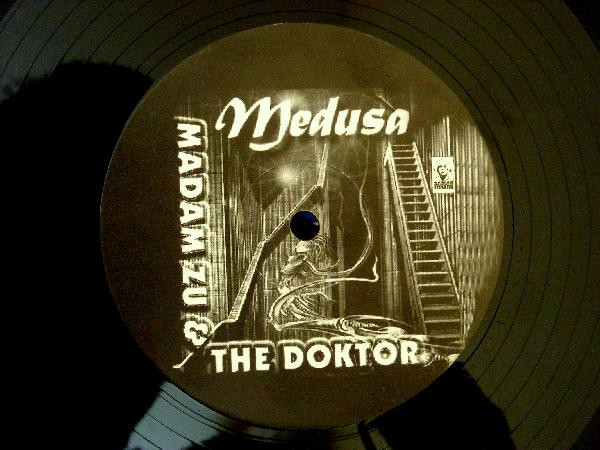 Medusa
MADAM ZU &
THE DOKTOR